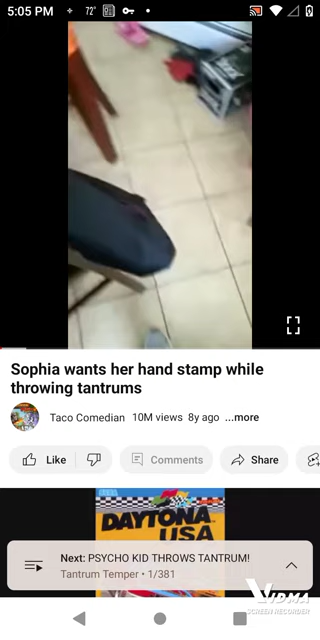 5:05 PM
72°
Sophia wants her hand stamp while
throwing tantrums
Taco Comedian 10M views 8y ago ...more
Like
Comments
Share
SEGA
DAYTONA
USA
Next: PSYCHO KID THROWS TANTRUM!
Tantrum Temper • 1/381
VIDMA
SCREEN RECORDER